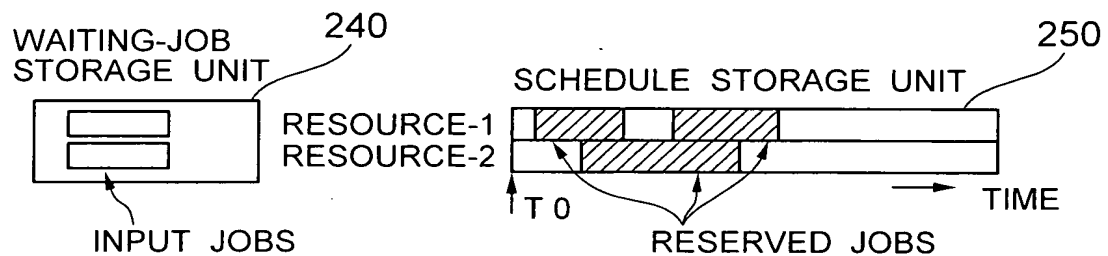 WAITING-JOB
STORAGE UNIT
240
SCHEDULE STORAGE UNIT
250
RESOURCE-1
RESOURCE-2
T 0
TIME
INPUT JOBS
RESERVED JOBS